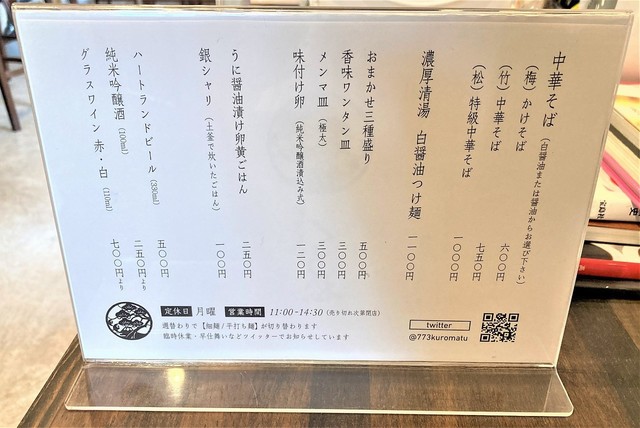 中華そば（白醤油または醤油からお選び下さい）
（梅）かけそば 六〇〇円
（竹）中華そば 七五〇円
（松）特級中華そば 一〇〇〇円
濃厚清湯 白醤油つけ麺 一一〇〇円
おまかせ三種盛り 五〇〇円
香味ワンタン皿 三〇〇円
メンマ皿（極太） 三〇〇円
味付け卵（純米吟醸酒漬込み式） 一二〇円
うに醤油漬け卵黄ごはん 二五〇円
銀シャリ（土釜で炊いたごはん） 一〇〇円
ハートランドビール（330ml） 五〇〇円
純米吟醸酒（100ml） 二五〇円より
グラスワイン 赤・白（110ml） 七〇〇円より
定休日 月曜 営業時間 11:00-14:30（売り切れ次第閉店）
週替わりで【細麺/平打ち麺】が切り替わります
臨時休業・早仕舞いなどツイッターでお知らせしています
twitter
@773kuromatu